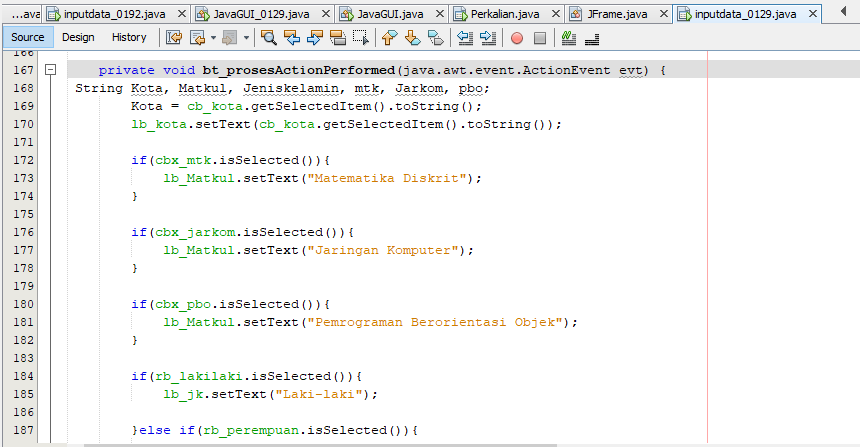 ...ava inputdata_0192.java JavaGUI_0129.java JavaGUI.java Perkalian.java JFrame.java inputdata_0129.java
Source Design History
166
167 private void bt_prosesActionPerformed(java.awt.event.ActionEvent evt) {
168 String Kota, Matkul, Jeniskelamin, mtk, Jarkom, pbo;
169 Kota = cb_kota.getSelectedItem().toString();
170 lb_kota.setText(cb_kota.getSelectedItem().toString());
171
172 if(cbx_mtk.isSelected()){
173 lb_Matkul.setText("Matematika Diskrit");
174 }
175
176 if(cbx_jarkom.isSelected()){
177 lb_Matkul.setText("Jaringan Komputer");
178 }
179
180 if(cbx_pbo.isSelected()){
181 lb_Matkul.setText("Pemrograman Berorientasi Objek");
182 }
183
184 if(rb_lakilaki.isSelected()){
185 lb_jk.setText("Laki-laki");
186
187 }else if(rb_perempuan.isSelected()){